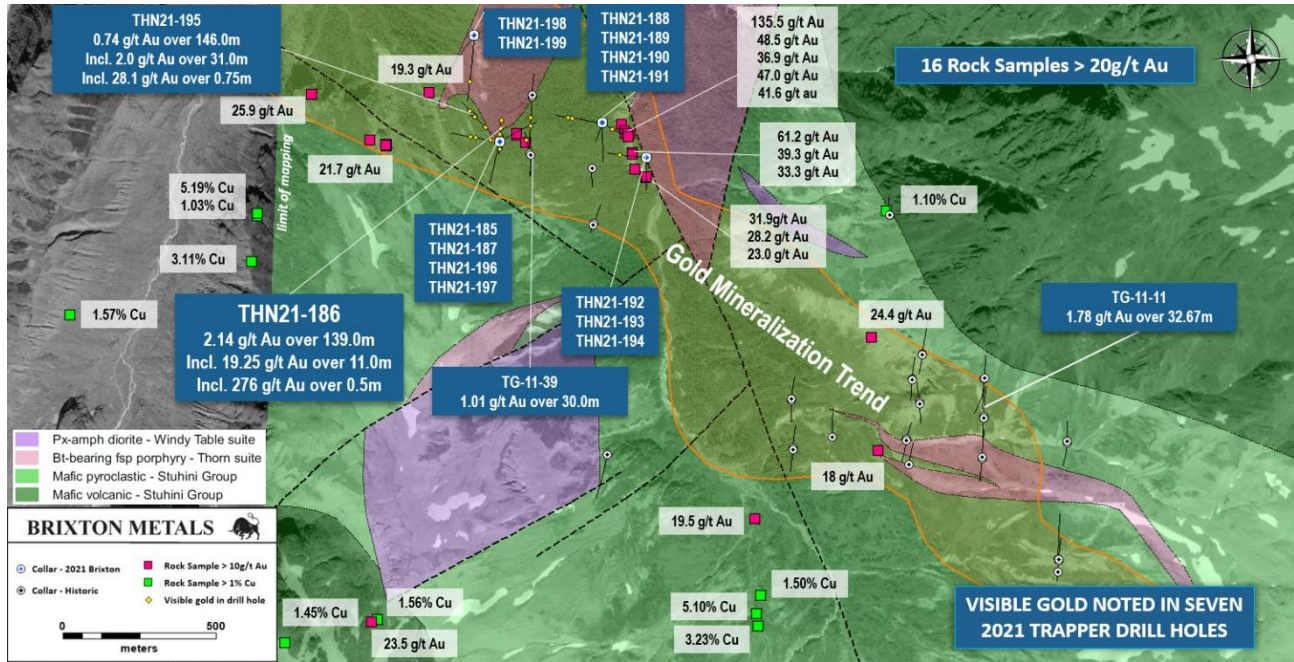 THN21-195
0.74 g/t Au over 146.0m
Incl. 2.0 g/t Au over 31.0m
Incl. 28.1 g/t Au over 0.75m
THN21-198
THN21-199
THN21-188
THN21-189
THN21-190
THN21-191
135.5 g/t Au
48.5 g/t Au
36.9 g/t Au
47.0 g/t Au
41.6 g/t au
16 Rock Samples > 20g/t Au
19.3 g/t Au
25.9 g/t Au
21.7 g/t Au
61.2 g/t Au
39.3 g/t Au
33.3 g/t Au
5.19% Cu
1.03% Cu
limit of mapping
1.10% Cu
3.11% Cu
THN21-185
THN21-187
THN21-196
THN21-197
31.9g/t Au
28.2 g/t Au
23.0 g/t Au
Gold Mineralization Trend
1.57% Cu
THN21-186
2.14 g/t Au over 139.0m
Incl. 19.25 g/t Au over 11.0m
Incl. 276 g/t Au over 0.5m
THN21-192
THN21-193
THN21-194
24.4 g/t Au
TG-11-11
1.78 g/t Au over 32.67m
TG-11-39
1.01 g/t Au over 30.0m
Px-amph diorite - Windy Table suite
Bt-bearing fsp porphyry - Thorn suite
Mafic pyroclastic - Stuhini Group
Mafic volcanic - Stuhini Group
18 g/t Au
19.5 g/t Au
BRIXTON METALS
Collar - 2021 Brixton
Collar - Historic
Rock Sample > 10g/t Au
Rock Sample > 1% Cu
Visible gold in drill hole
0
500
meters
1.45% Cu
1.56% Cu
23.5 g/t Au
1.50% Cu
5.10% Cu
3.23% Cu
VISIBLE GOLD NOTED IN SEVEN
2021 TRAPPER DRILL HOLES